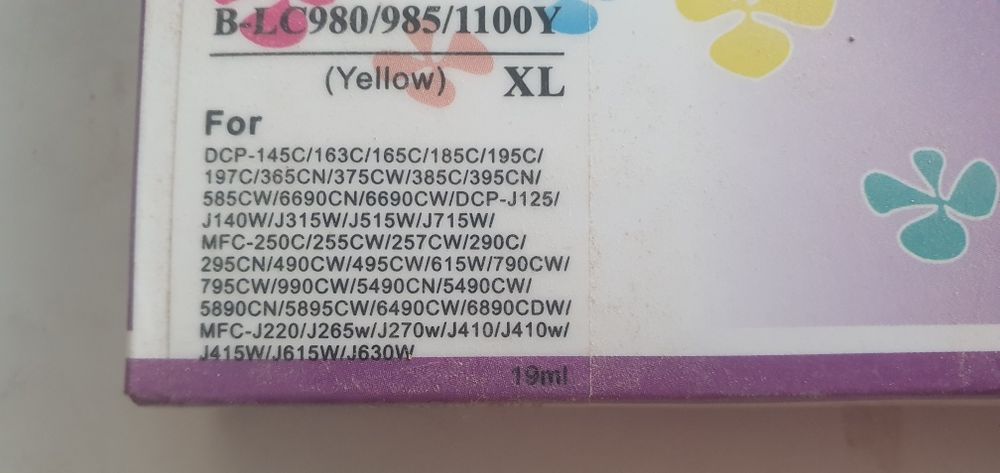 B-LC980/985/1100Y
(Yellow) XL
For
DCP-145C/163C/165C/185C/195C/
197C/365CN/375CW/385C/395CN/
585CW/6690CN/6690CW/DCP-J125/
J140W/J315W/J515W/J715W/
MFC-250C/255CW/257CW/290C/
295CN/490CW/495CW/615W/790CW/
795CW/990CW/5490CN/5490CW/
5890CN/5895CW/6490CW/6890CDW/
MFC-J220/J265w/J270w/J410/J410w/
J415W/J615W/J630W
19ml